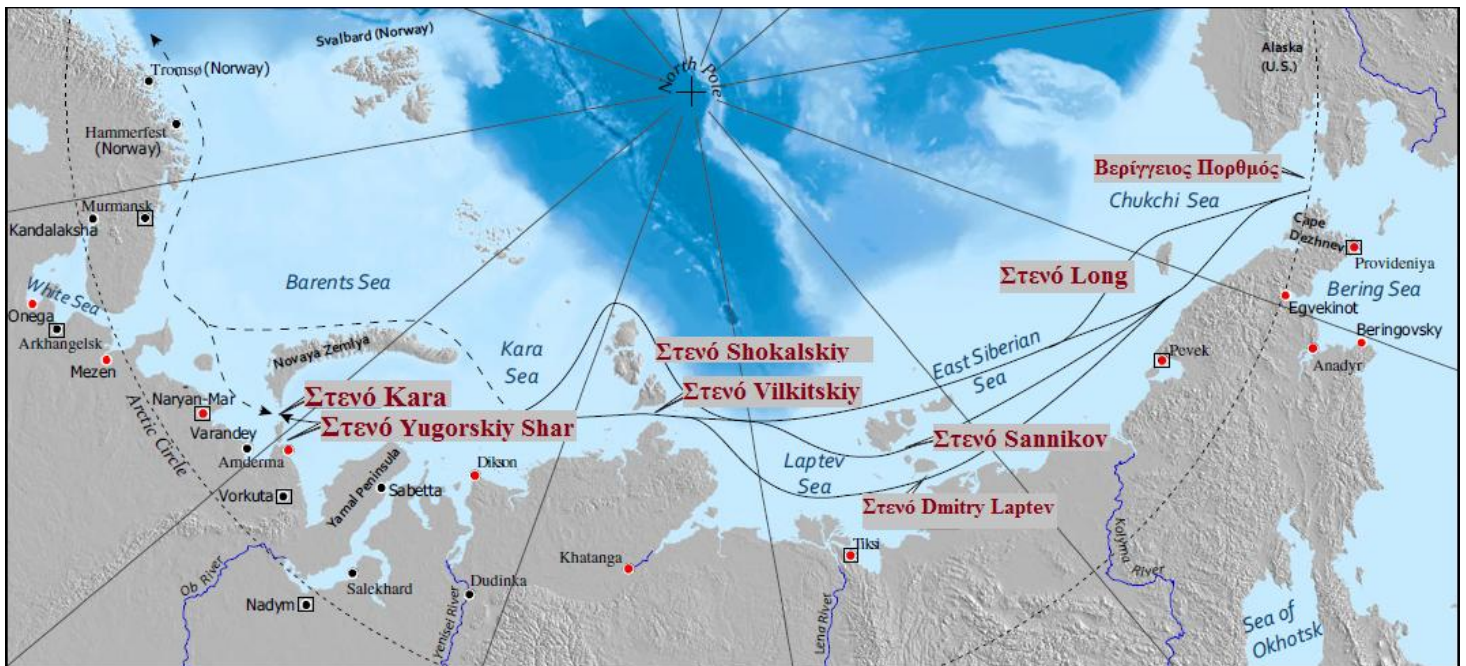 Svalbard (Norway)
North Pole
Alaska
(U.S.)
Tromsø (Norway)
Hammerfest
(Norway)
Βερίγγειος Πορθμός
Chukchi Sea
Murmansk
Kandalaksha
Cape
Dezhnev
Provideniya
Στενό Long
Barents Sea
White Sea
Bering Sea
Egvekinot
Onega
Arkhangelsk
Beringovsky
Novaya Zemlya
Kara
Sea
Στενό Shokalskiy
East Siberian
Sea
Pevek
Anadyr
Mezen
Στενό Vilkitskiy
Στενό Kara
Naryan-Mar
Arctic Circle
Στενό Yugorskiy Shar
Varandey
Στενό Sannikov
Amderma
Laptev
Sea
Dikson
Yamal Peninsula
Sabetta
Vorkuta
Στενό Dmitry Laptev
Kolyma
River
Tiksi
Khatanga
Salekhard
Dudinka
Ob River
Nadym
Yenisei River
Lena River
Sea of
Okhotsk